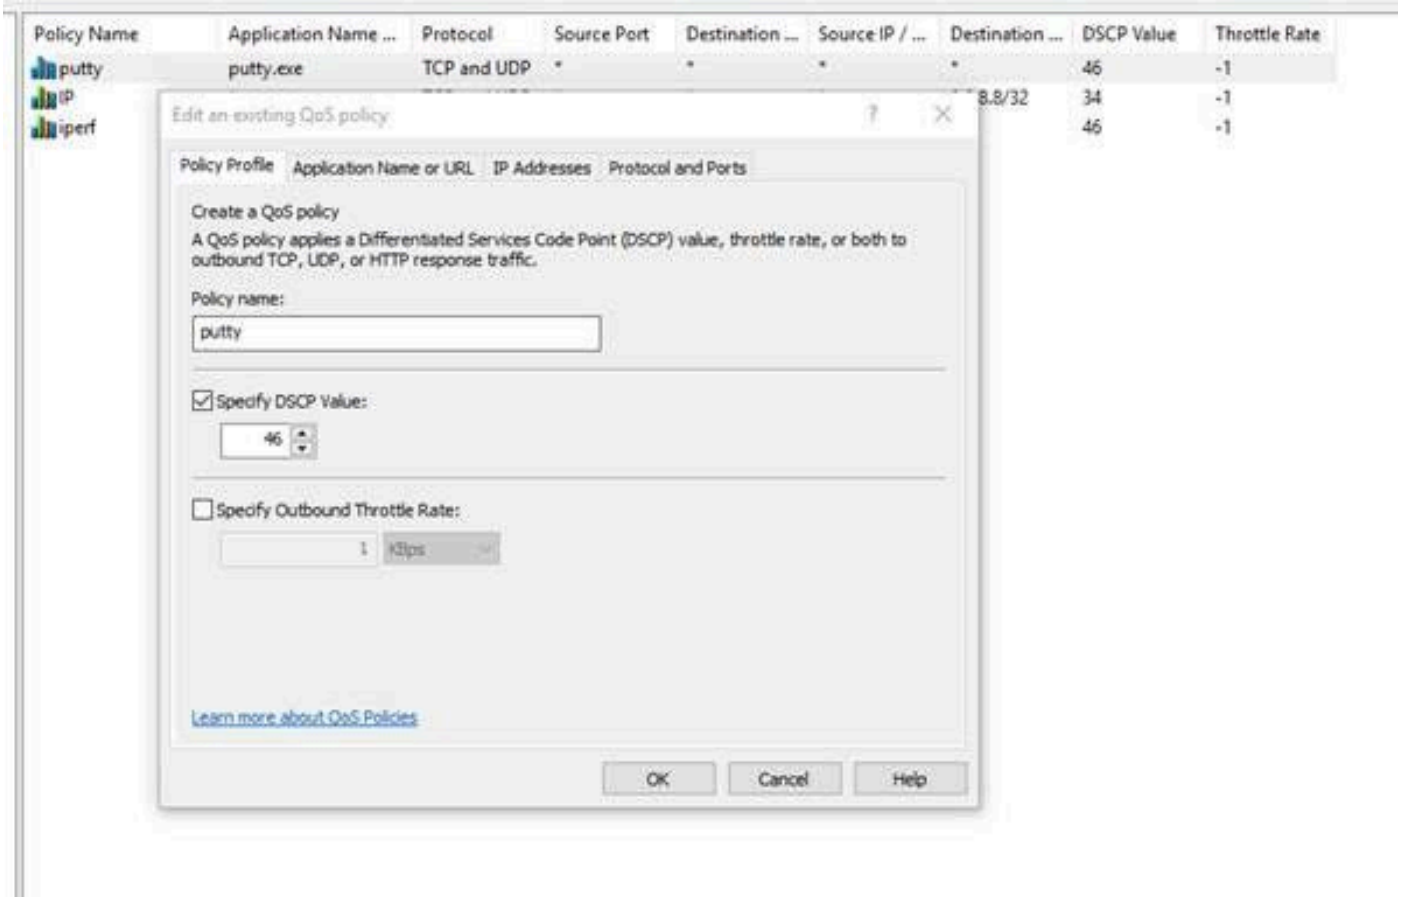 Policy Name Application Name ... Protocol Source Port Destination ... Source IP / ... Destination ... DSCP Value Throttle Rate
putty putty.exe TCP and UDP * * * * 46 -1
IP 8.8/32 34 -1
iperf 46 -1
Edit an existing QoS policy ? ×
Policy Profile Application Name or URL IP Addresses Protocol and Ports
Create a QoS policy
A QoS policy applies a Differentiated Services Code Point (DSCP) value, throttle rate, or both to
outbound TCP, UDP, or HTTP response traffic.
Policy name:
putty
Specify DSCP Value:
46
Specify Outbound Throttle Rate:
1 KBps
Learn more about QoS Policies
OK Cancel Help